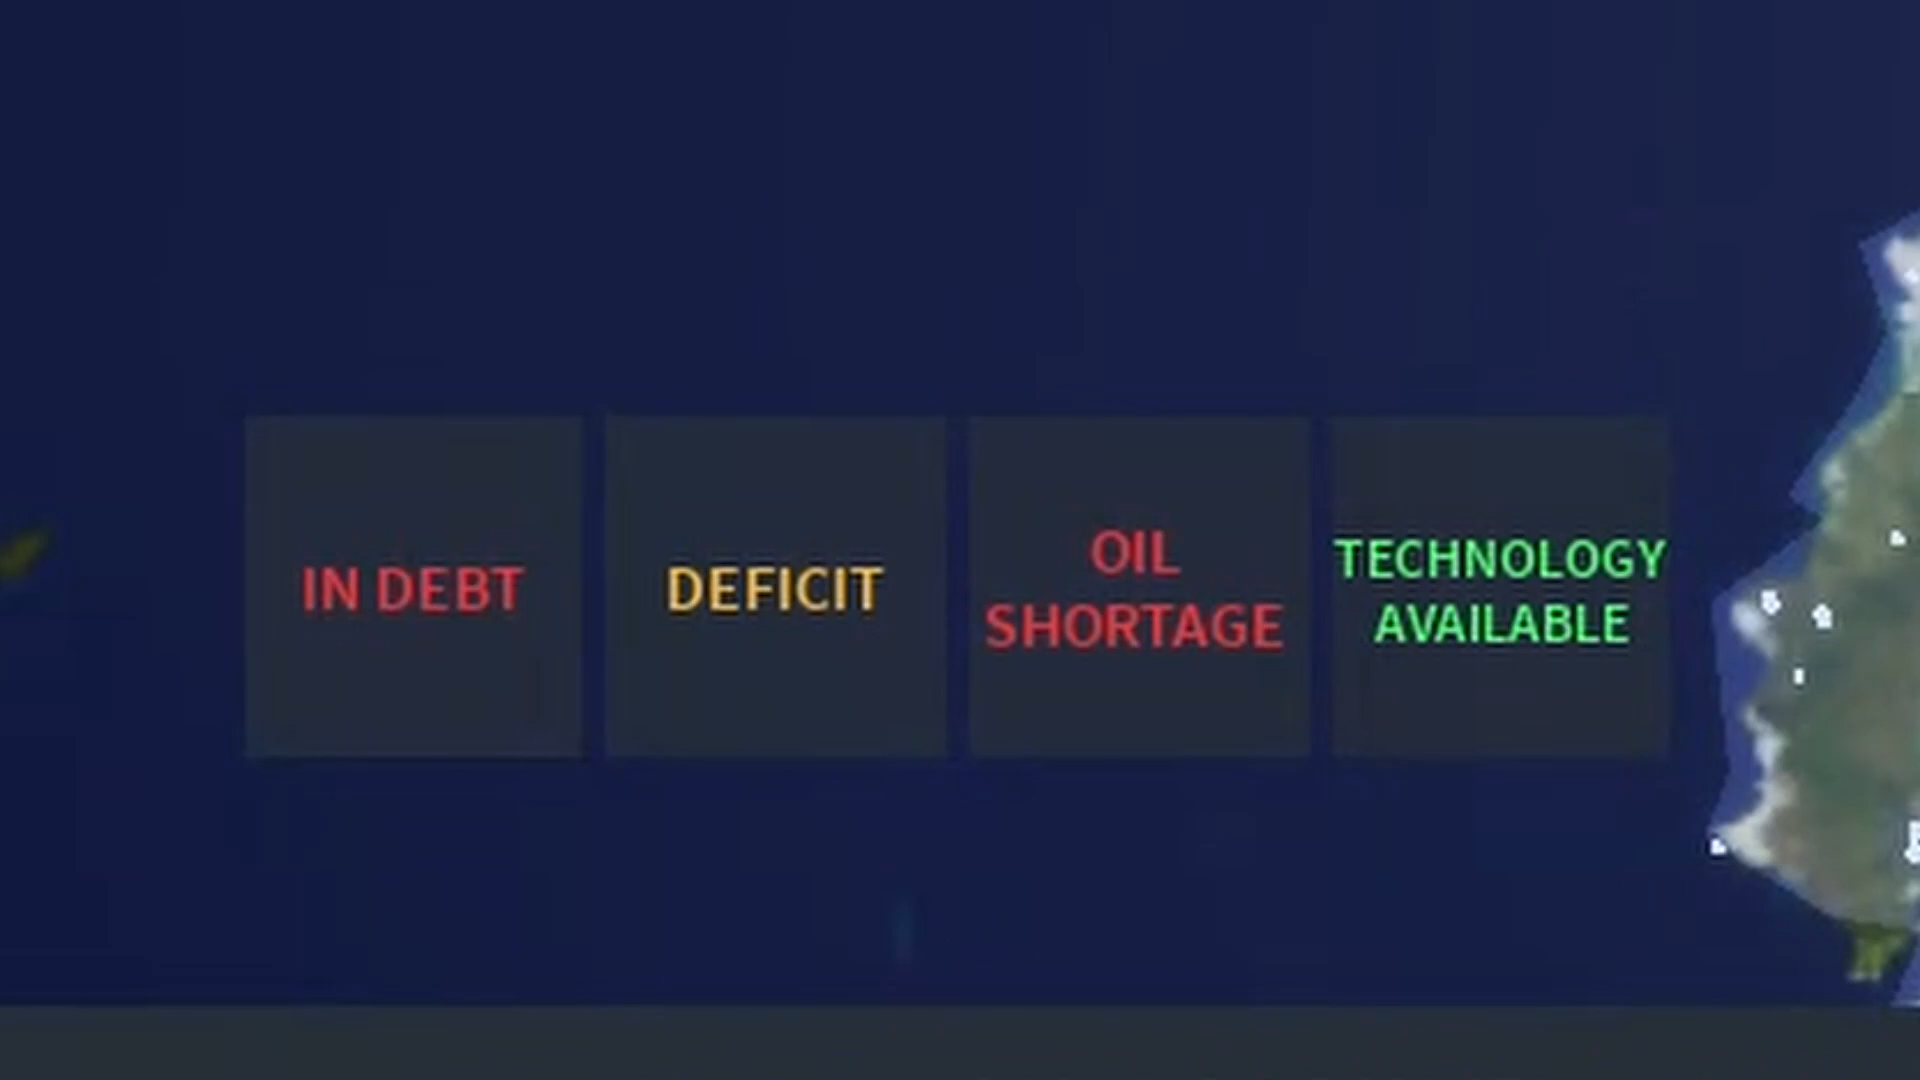 IN DEBT
DEFICIT
OIL
SHORTAGE
TECHNOLOGY
AVAILABLE